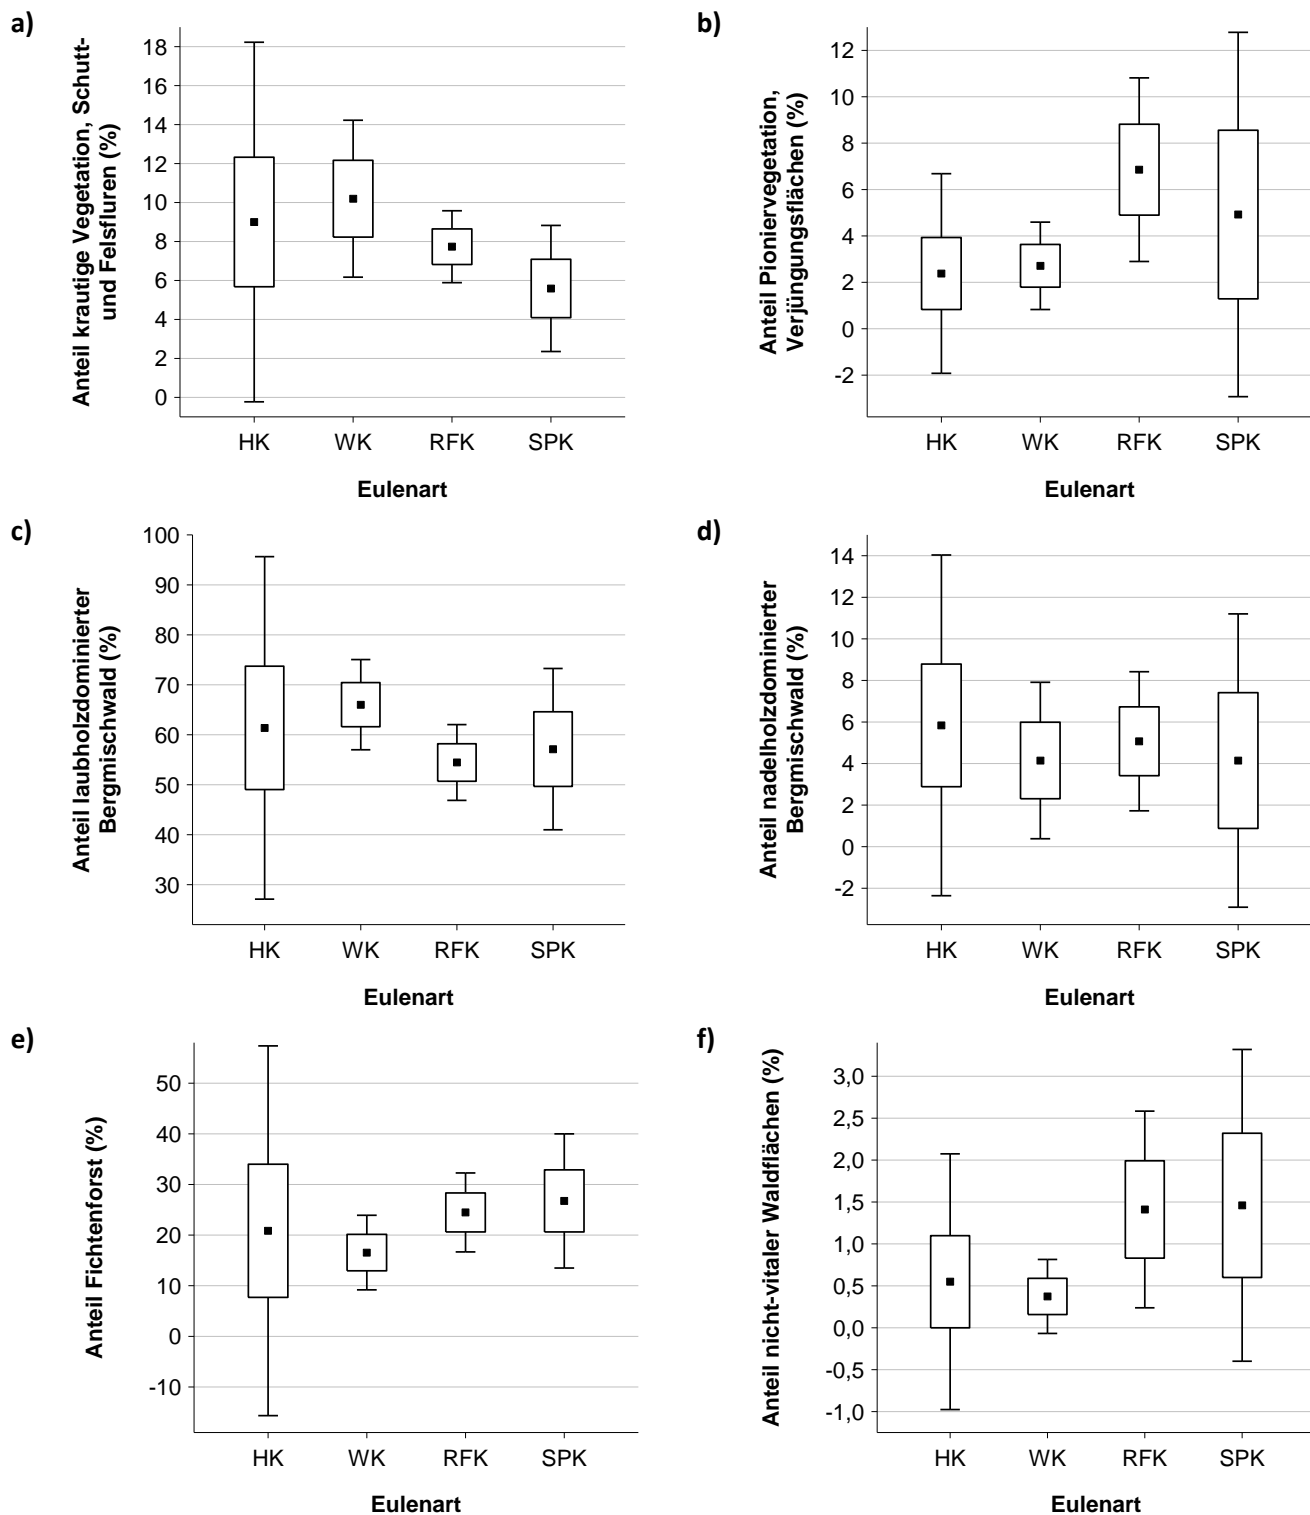 a)
Anteil krautige Vegetation, Schutt-
und Felsfluren (%)
18
16
14
12
10
8
6
4
2
0
HK WK RFK SPK
Eulenart
b)
Anteil Pioniervegetation,
Verjüngungsflächen (%)
12
10
8
6
4
2
0
-2
HK WK RFK SPK
Eulenart
c)
Anteil laubholzdominierter
Bergmischwald (%)
100
90
80
70
60
50
40
30
HK WK RFK SPK
Eulenart
d)
Anteil nadelholzdominierter
Bergmischwald (%)
14
12
10
8
6
4
2
0
-2
HK WK RFK SPK
Eulenart
e)
Anteil Fichtenforst (%)
50
40
30
20
10
0
-10
HK WK RFK SPK
Eulenart
f)
Anteil nicht-vitaler Waldflächen (%)
3,0
2,5
2,0
1,5
1,0
0,5
0,0
-0,5
-1,0
HK WK RFK SPK
Eulenart